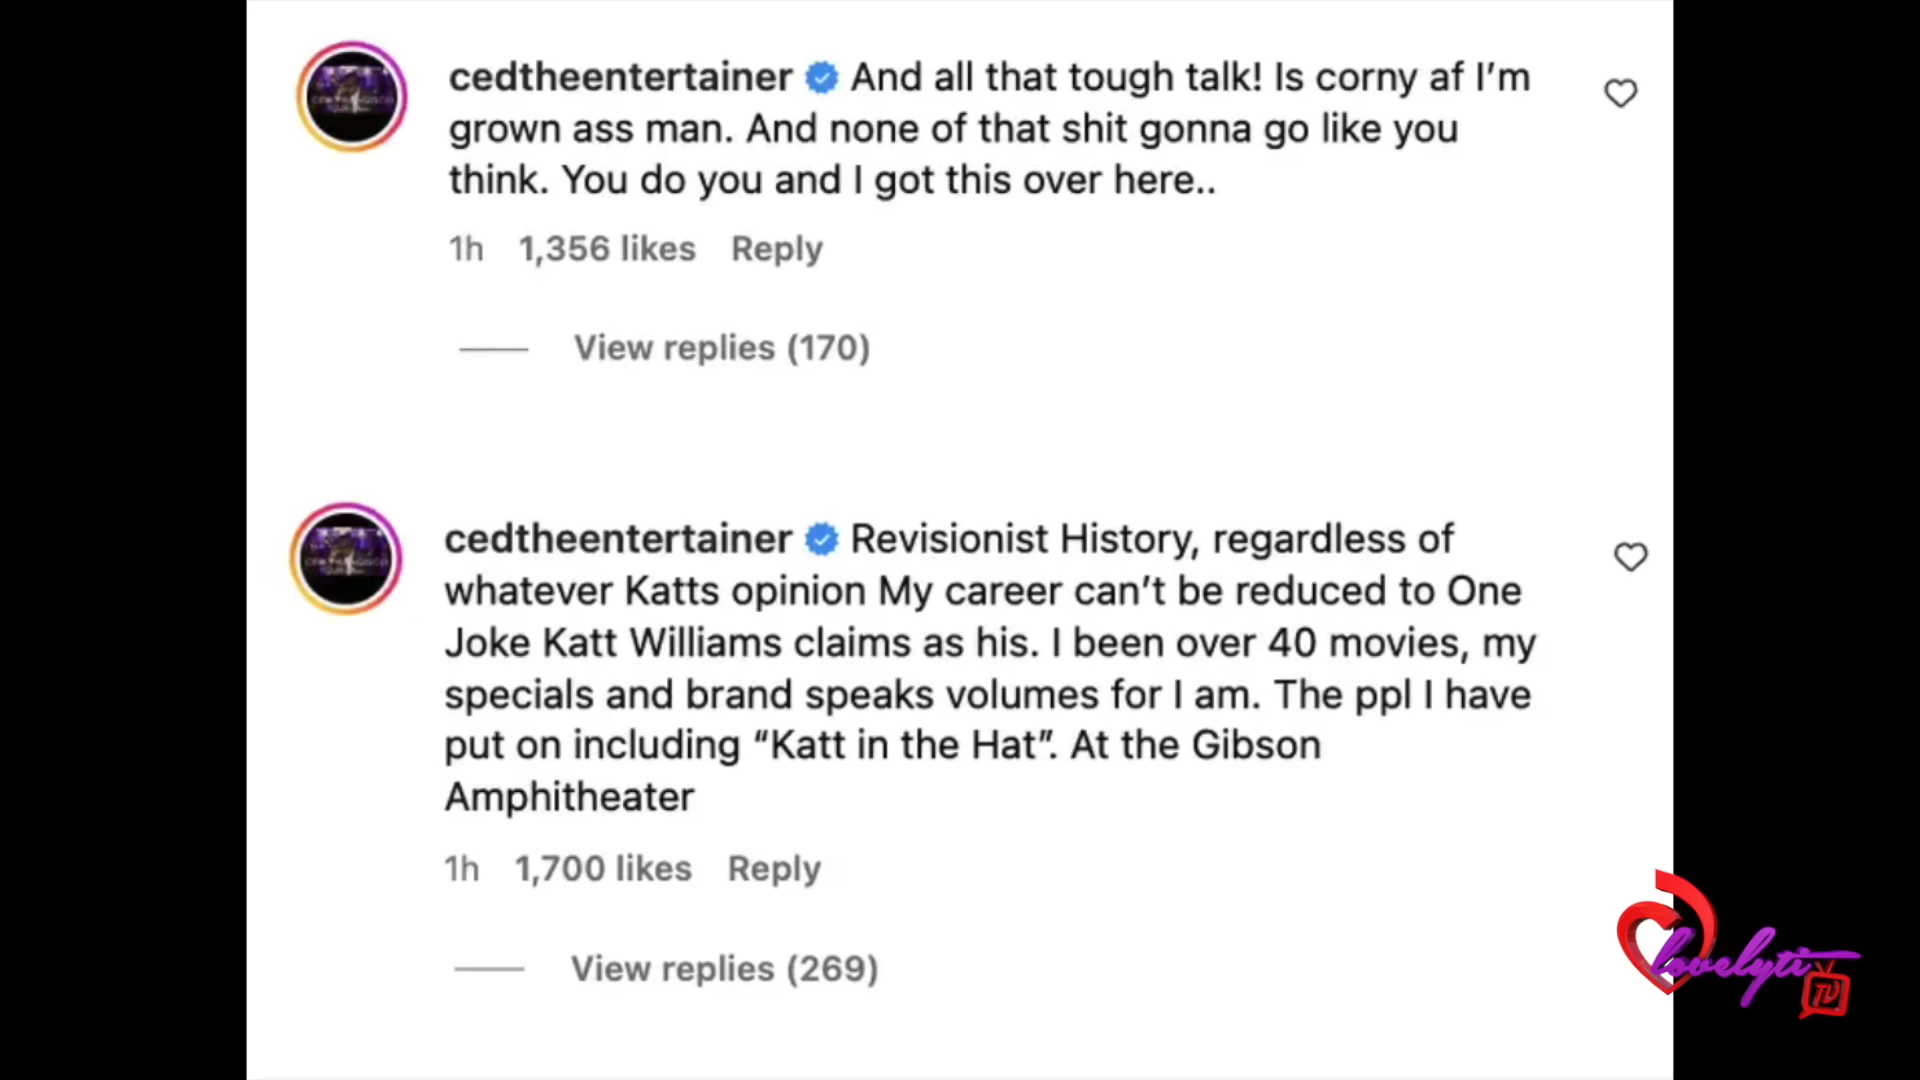 cedtheentertainer And all that tough talk! Is corny af I’m
grown ass man. And none of that shit gonna go like you
think. You do you and I got this over here..
1h 1,356 likes Reply
View replies (170)
cedtheentertainer Revisionist History, regardless of
whatever Katts opinion My career can’t be reduced to One
Joke Katt Williams claims as his. I been over 40 movies, my
specials and brand speaks volumes for I am. The ppl I have
put on including “Katt in the Hat”. At the Gibson
Amphitheater
1h 1,700 likes Reply
View replies (269)
lovelyti
TV